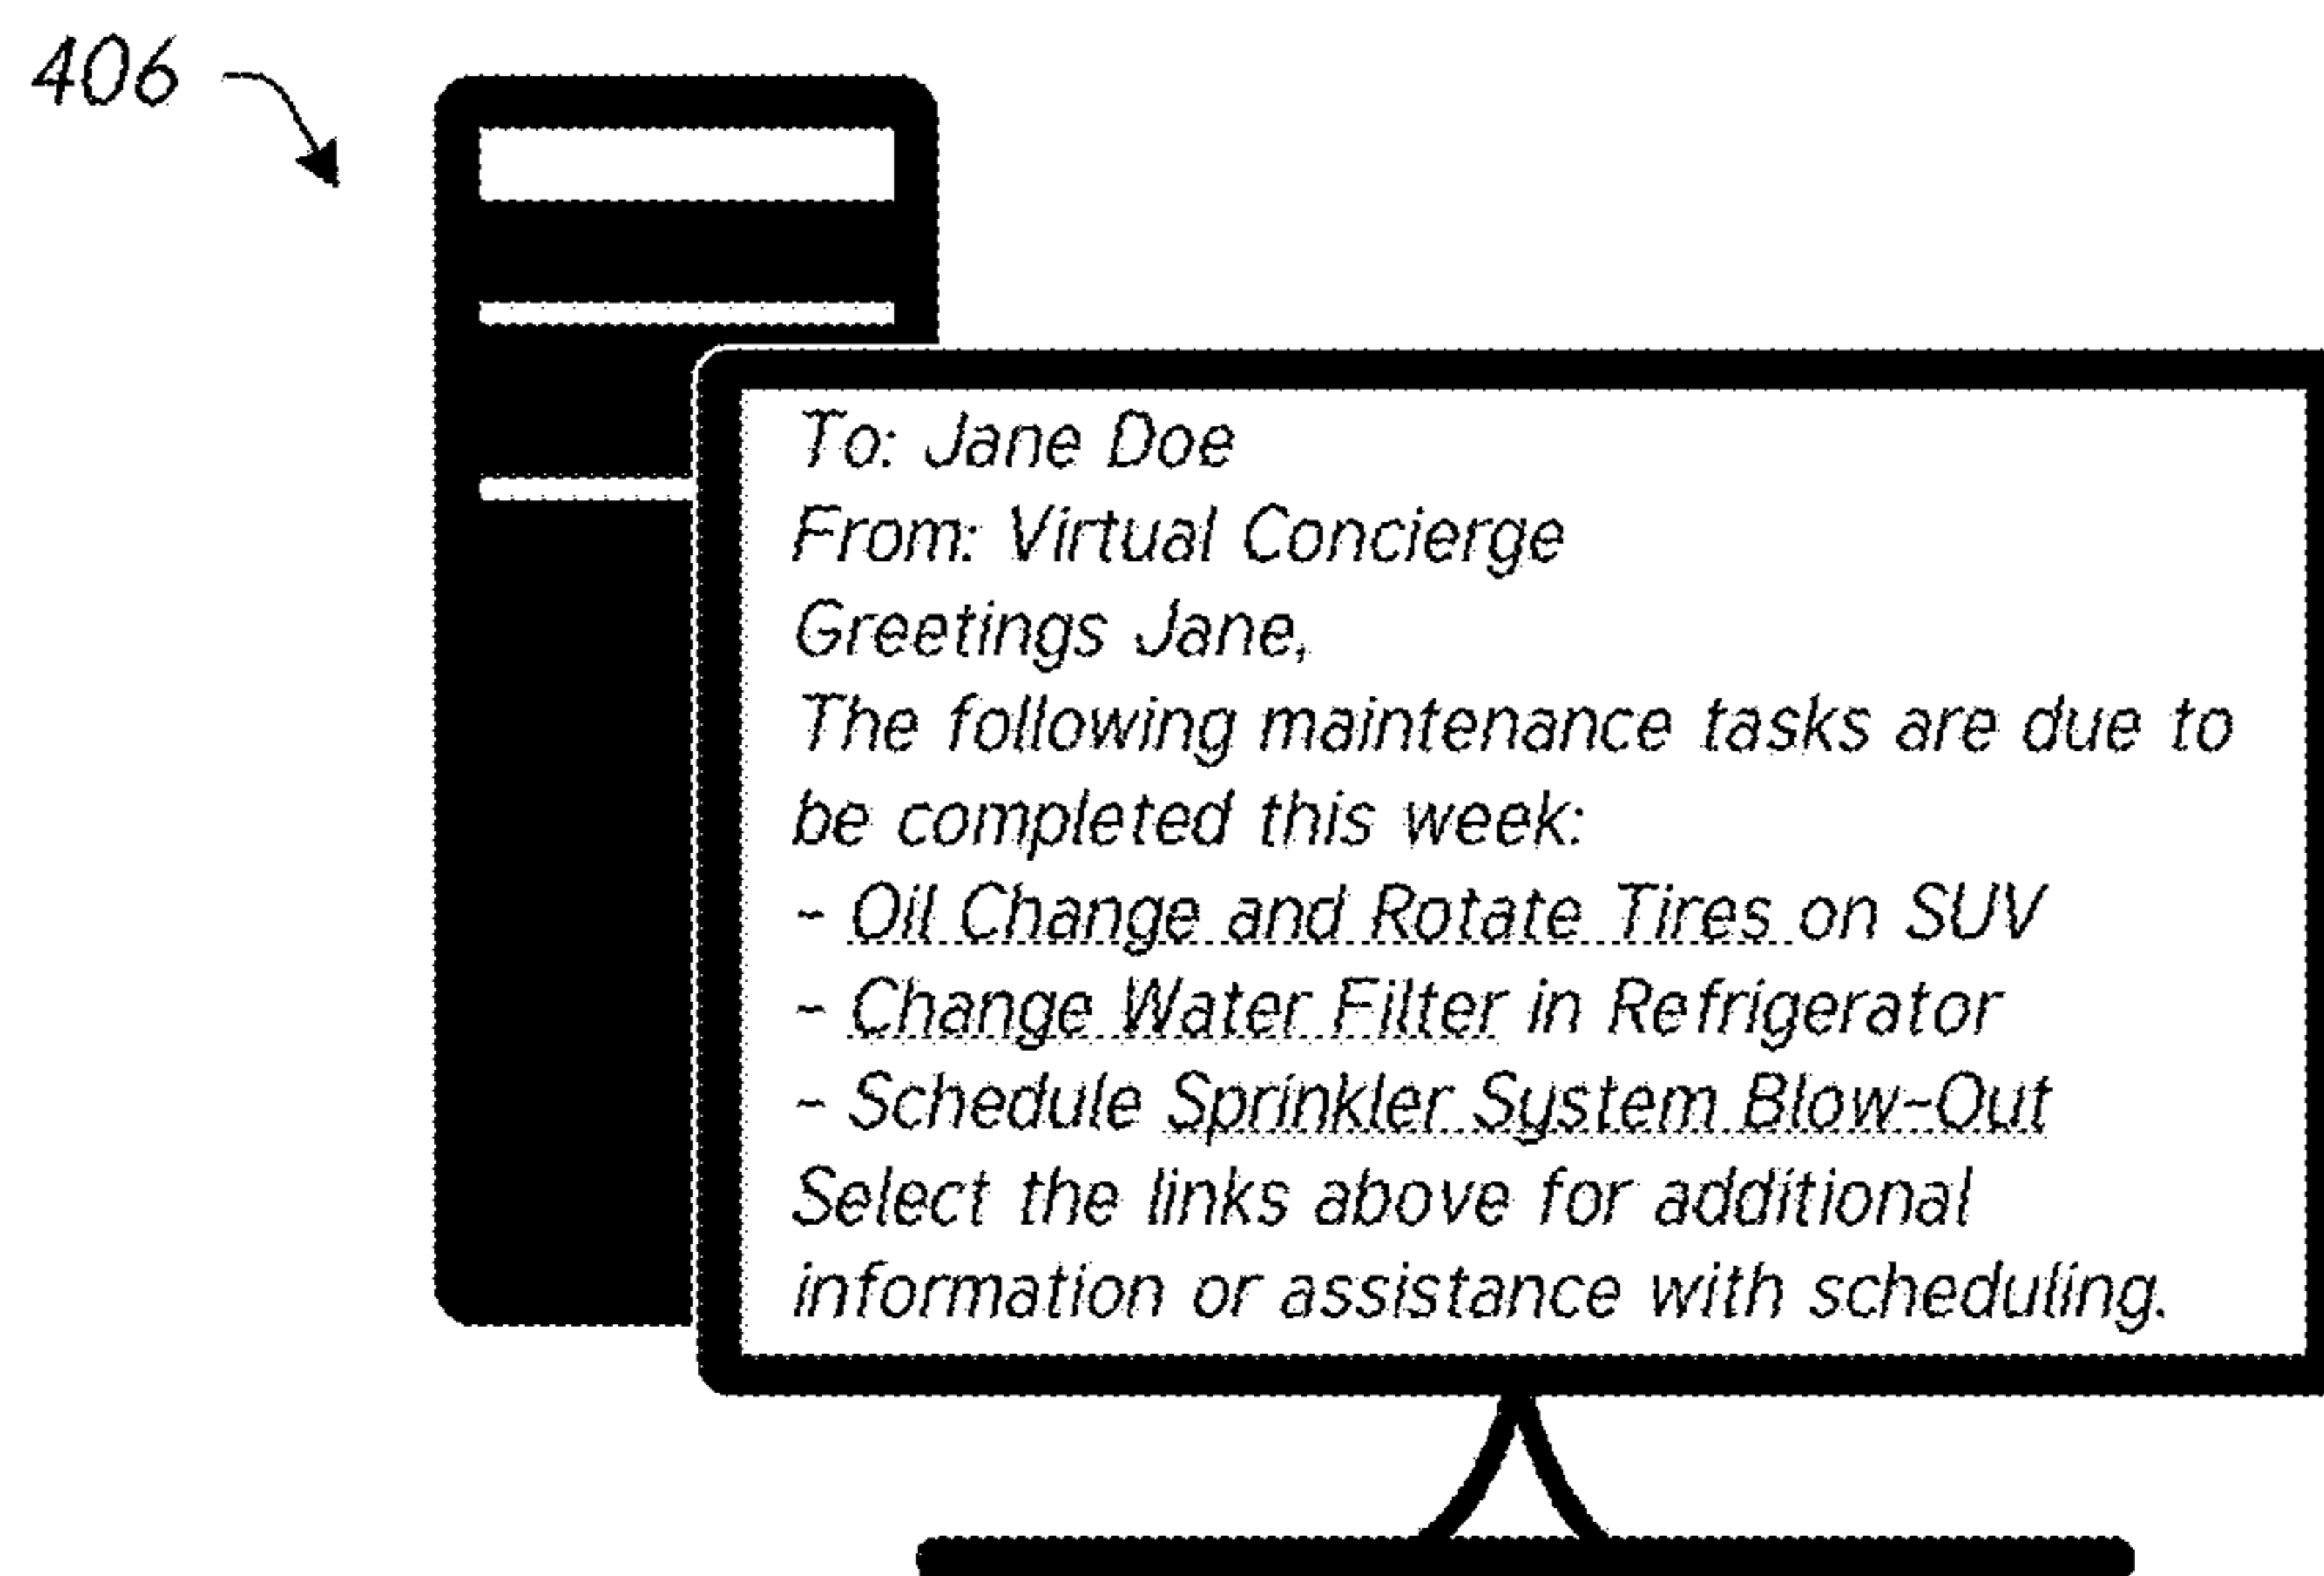 406
To: Jane Doe
From: Virtual Concierge
Greetings Jane,
The following maintenance tasks are due to
be completed this week:
- Oil Change and Rotate Tires on SUV
- Change Water Filter in Refrigerator
- Schedule Sprinkler System Blow-Out
Select the links above for additional
information or assistance with scheduling.